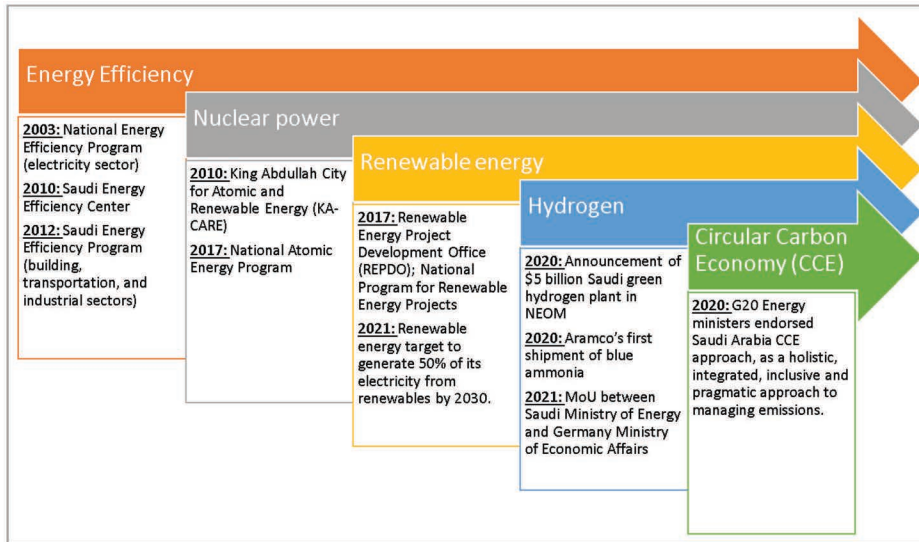 Energy Efficiency
2003: National Energy
Efficiency Program
(electricity sector)
2010: Saudi Energy
Efficiency Center
2012: Saudi Energy
Efficiency Program
(building,
transportation, and
industrial sectors)
Nuclear power
2010: King Abdullah City
for Atomic and
Renewable Energy (KA-
CARE)
2017: National Atomic
Energy Program
Renewable energy
2017: Renewable
Energy Project
Development Office
(REPDO); National
Program for Renewable
Energy Projects
2021: Renewable
energy target to
generate 50% of its
electricity from
renewables by 2030.
Hydrogen
2020: Announcement of
$5 billion Saudi green
hydrogen plant in
NEOM
2020: Aramco's first
shipment of blue
ammonia
2021: MoU between
Saudi Ministry of Energy
and Germany Ministry
of Economic Affairs
Circular Carbon
Economy (CCE)
2020: G20 Energy
ministers endorsed
Saudi Arabia CCE
approach, as a holistic,
integrated, inclusive and
pragmatic approach to
managing emissions.